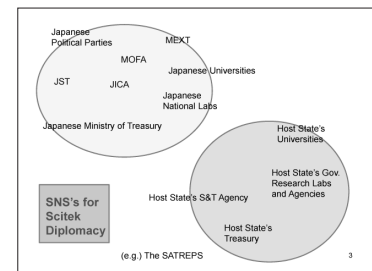 Japanese
Political Parties
MEXT
MOFA
Japanese Universities
JST
JICA
Japanese
National Labs
Japanese Ministry of Treasury
Host State's
Universities
Host State's Gov.
Research Labs
and Agencies
Host State's S&T Agency
Host State's
Treasury
SNS's for
Scitek
Diplomacy
(e.g.) The SATREPS
3